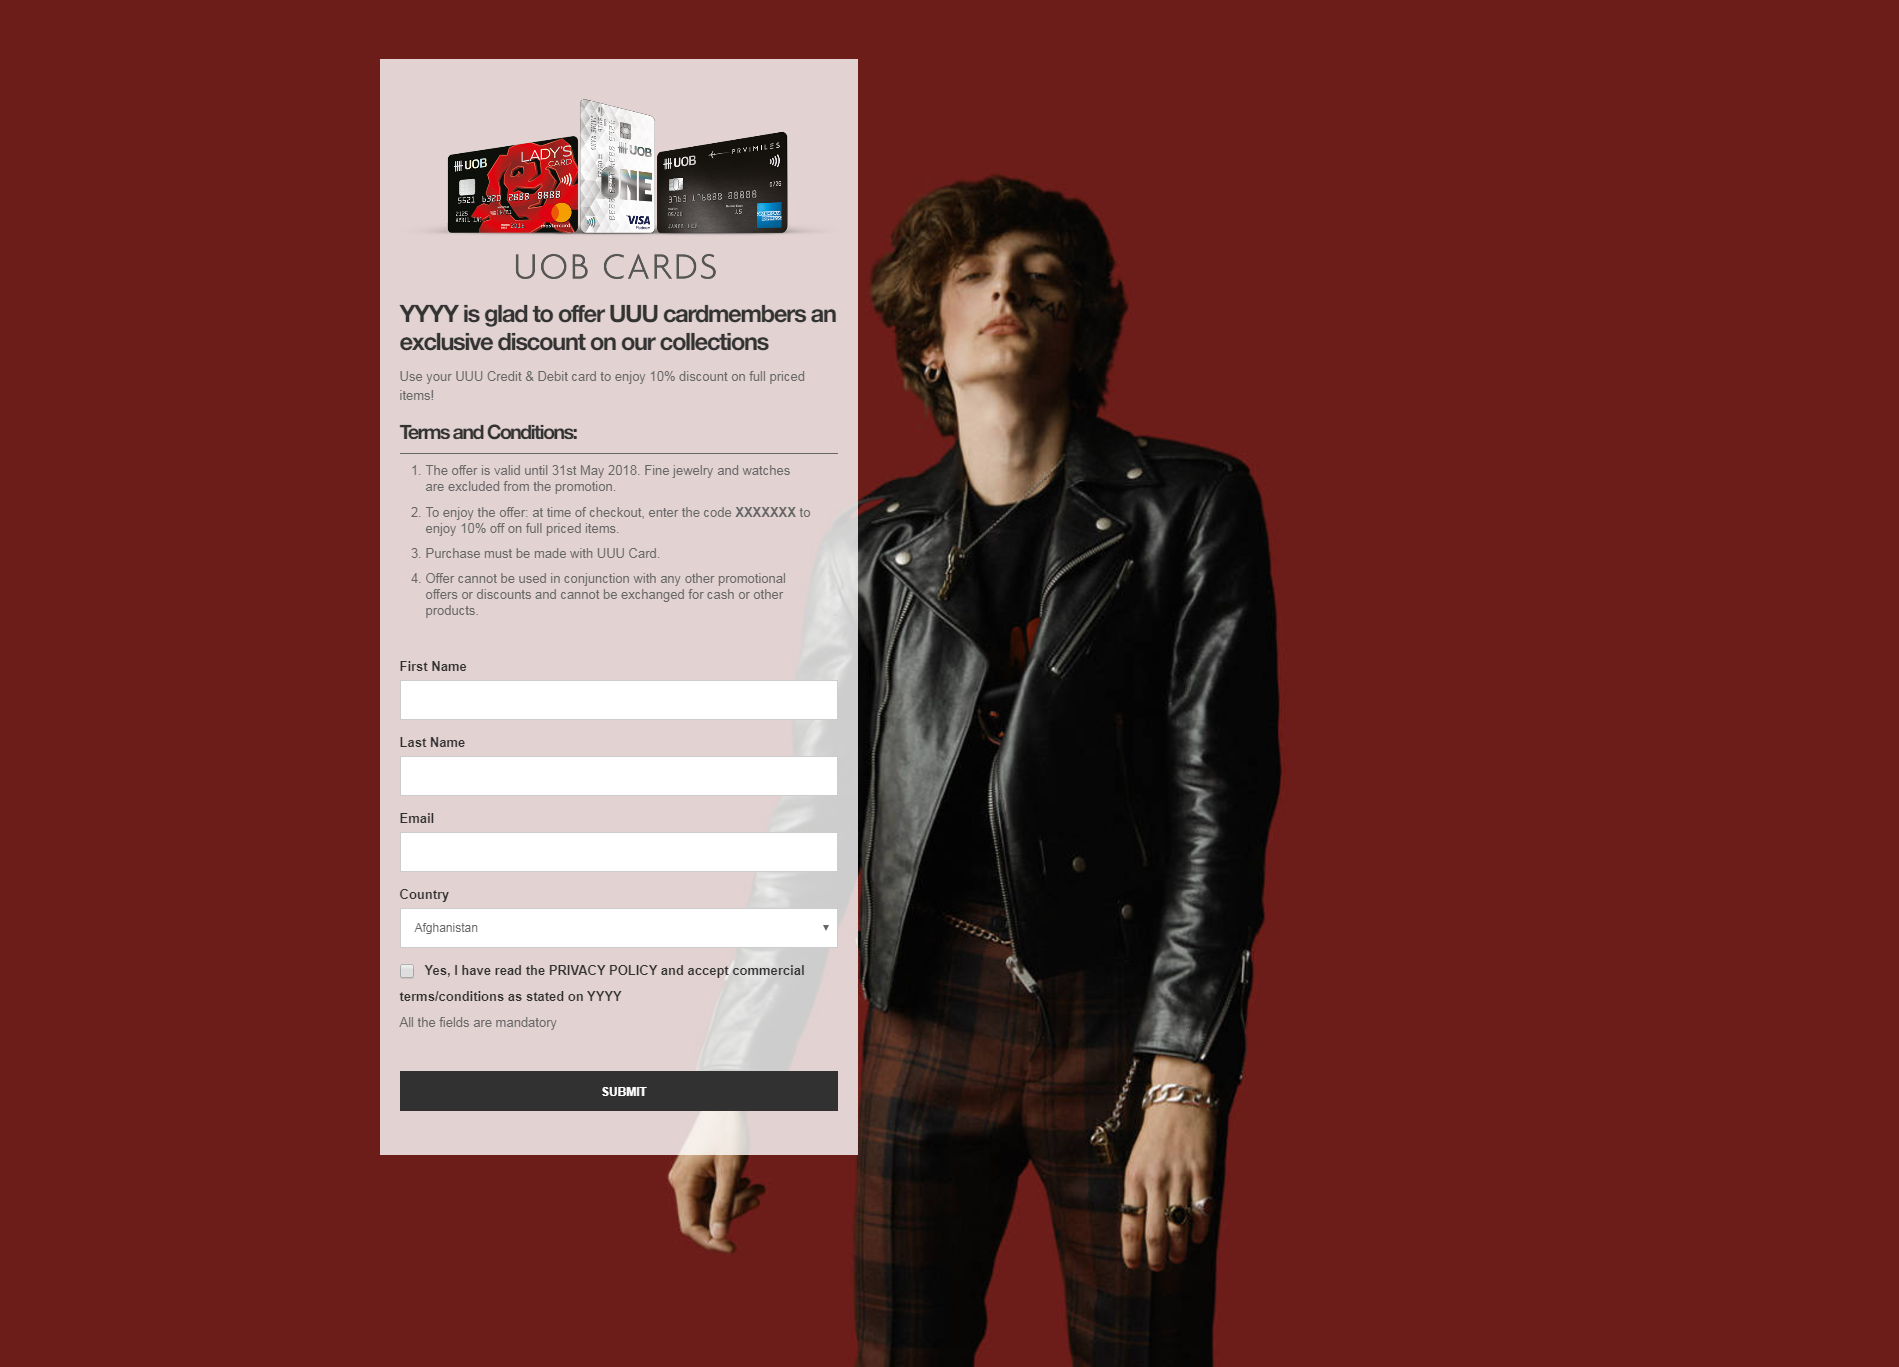 UOB
LADY'S
CARD
UOB
ONE
VISA
UOB
PRVIMILES
UOB CARDS
YYYY is glad to offer UUU cardmembers an
exclusive discount on our collections
Use your UUU Credit & Debit card to enjoy 10% discount on full priced
items!
Terms and Conditions:
1. The offer is valid until 31st May 2018. Fine jewelry and watches
are excluded from the promotion.
2. To enjoy the offer: at time of checkout, enter the code XXXXXXX to
enjoy 10% off on full priced items.
3. Purchase must be made with UUU Card.
4. Offer cannot be used in conjunction with any other promotional
offers or discounts and cannot be exchanged for cash or other
products.
First Name
Last Name
Email
Country
Afghanistan
Yes, I have read the PRIVACY POLICY and accept commercial
terms/conditions as stated on YYYY
All the fields are mandatory
SUBMIT